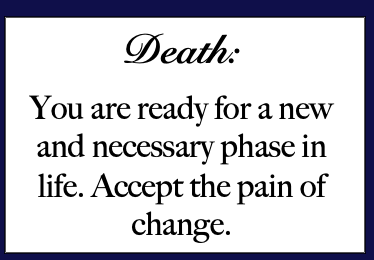 Death:
You are ready for a new
and necessary phase in
life. Accept the pain of
change.